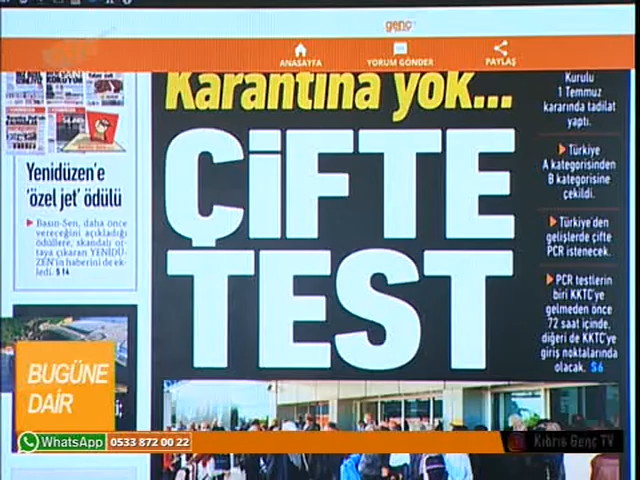 genç
ANASAYFA
YORUM GÖNDER
PAYLAŞ
Karantina yok...
ÇİFTE
TEST
Kurulu
1 Temmuz
kararında tadilat
yaptı.
Türkiye
A kategorisinden
B kategorisine
çekildi.
Türkiye'den
gelişlerde çifte
PCR istenecek.
PCR testlerin
biri KKTC'ye
gelmeden önce
72 saat içinde,
diğeri de KKTC'ye
giriş noktalarında
olacak. S6
Yenidüzen'e
'özel jet' ödülü
Basın-Sen, daha önce
vereceğini açıkladığı
ödüllere, skandalı or-
taya çıkaran YENİDÜ-
ZEN'in haberini de ek-
ledi. S14
BUGÜNE
DAİR
WhatsApp 0533 872 00 22
Kıbrıs Genç TV